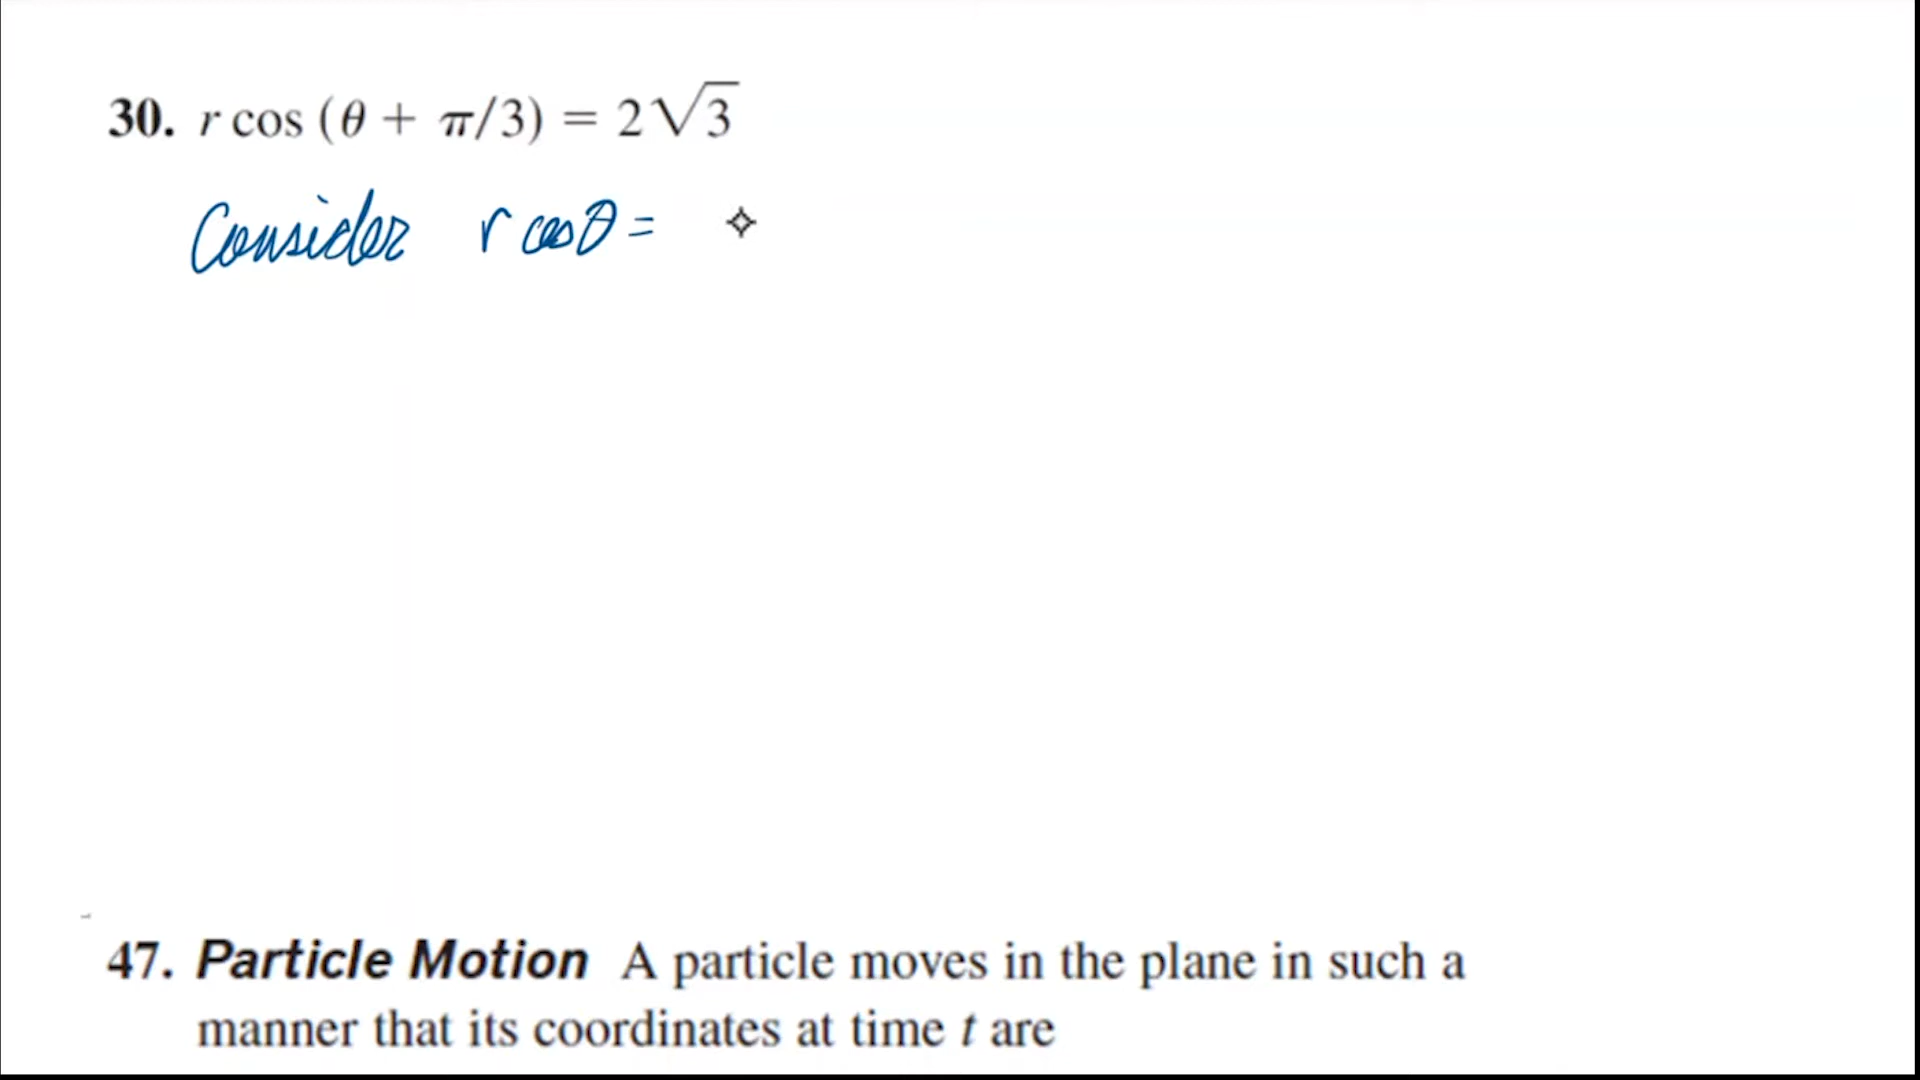 30. r cos (θ + π/3) = 2√3
Consider r cosθ =
47. Particle Motion A particle moves in the plane in such a
manner that its coordinates at time t are